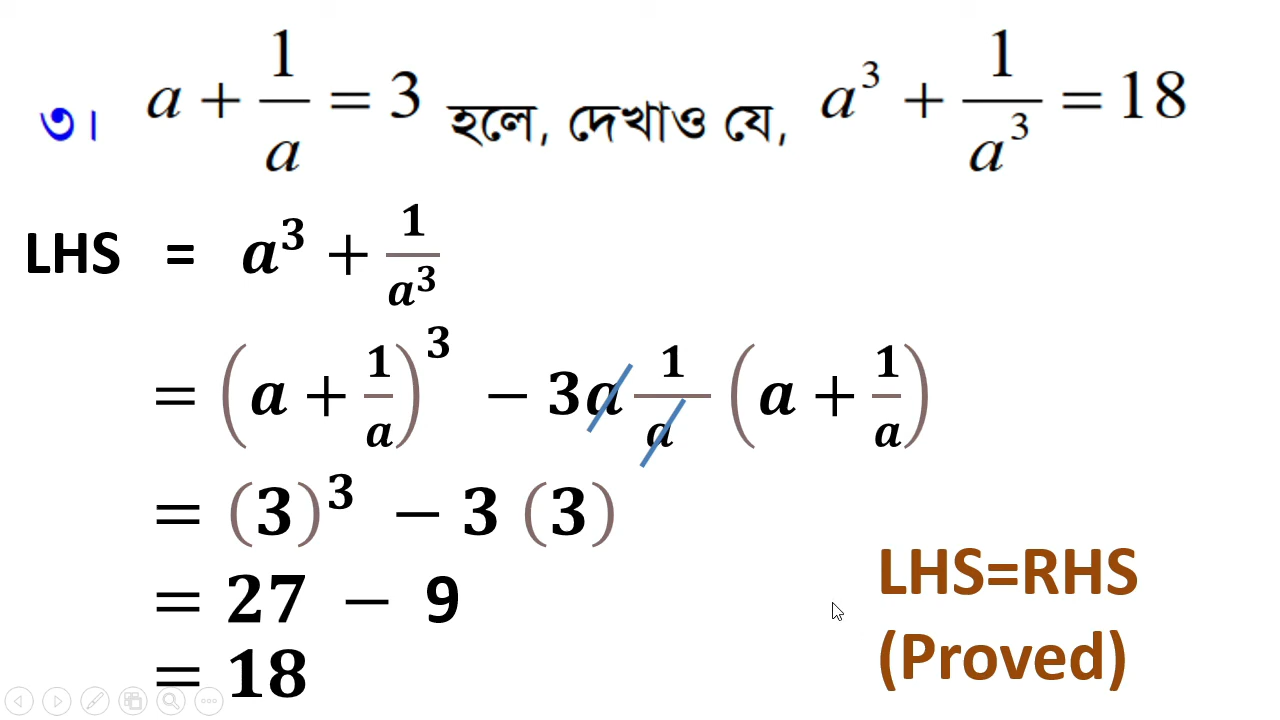 ৩। a + 1/a = 3 হলে, দেখাও যে, a³ + 1/a³ = 18
LHS = a³ + 1/a³
= (a + 1/a)³ − 3a 1/a (a + 1/a)
= (3)³ − 3 (3)
= 27 − 9
= 18
LHS=RHS
(Proved)